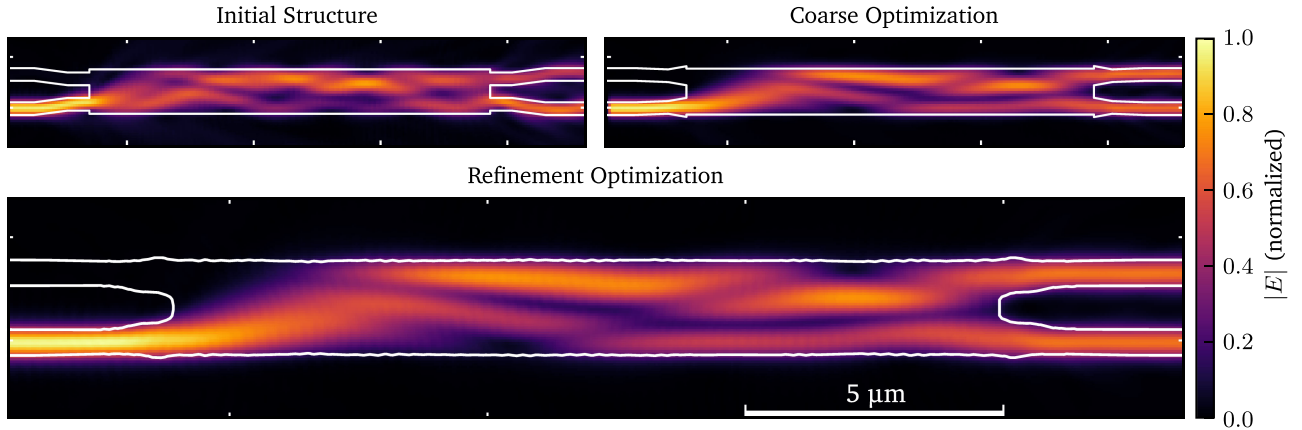 Initial Structure
Coarse Optimization
Refinement Optimization
5 μm
1.0
0.8
0.6
0.4
0.2
0.0
|E| (normalized)